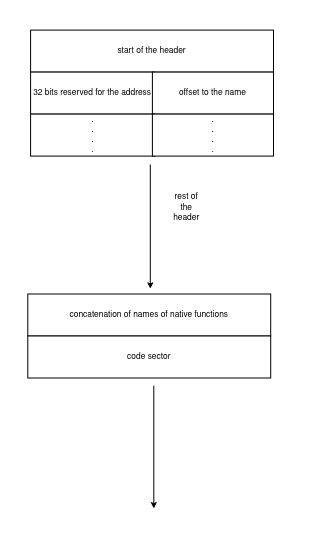 start of the header
32 bits reserved for the address offset to the name
. .
. .
. .
. .
rest of
the
header
concatenation of names of native functions
code sector